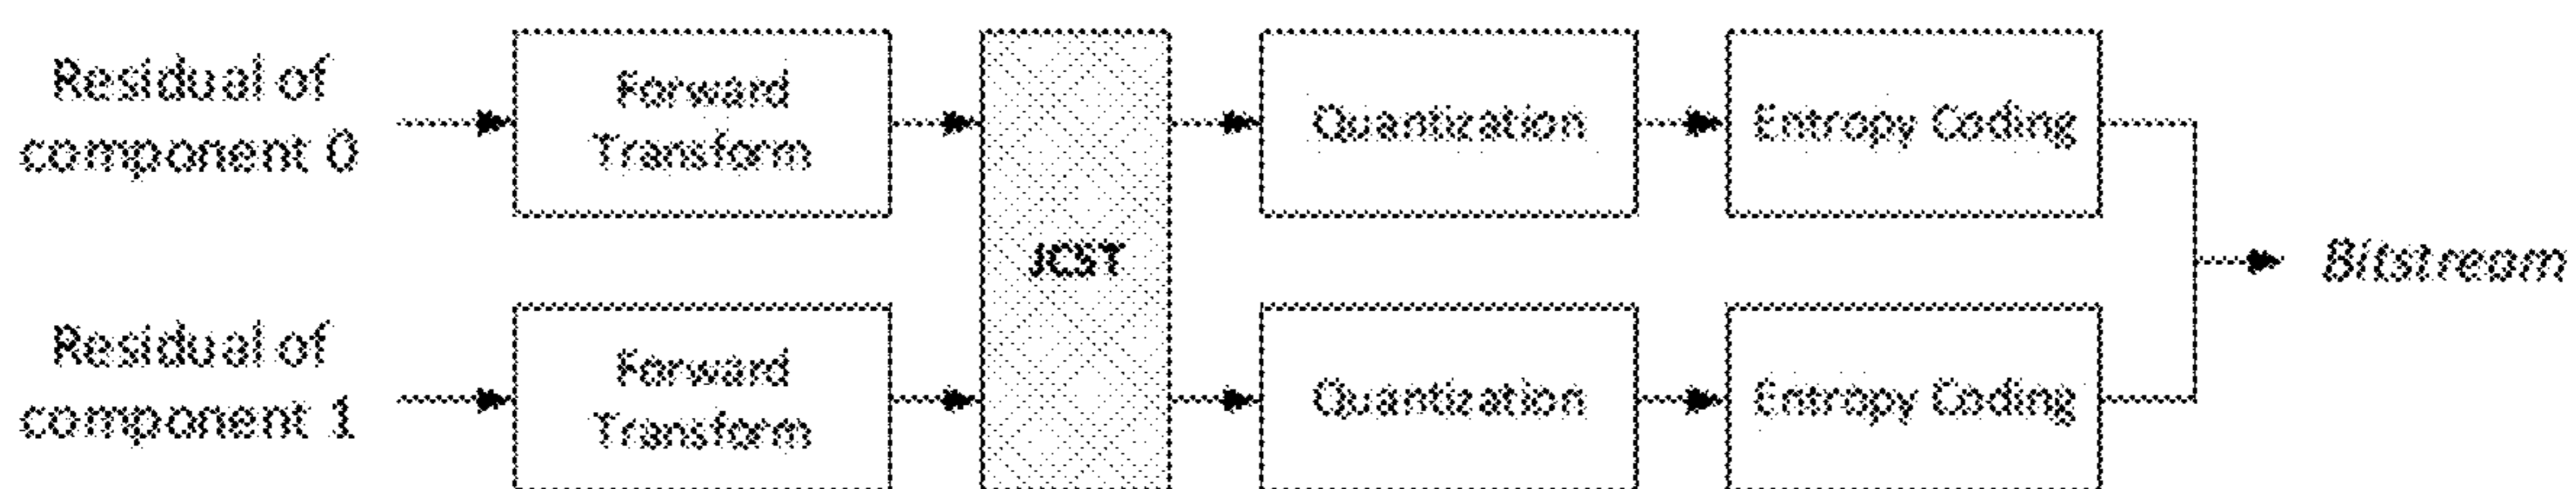 Residual of
component 0
Forward
Transform
Quantization
Entropy Coding
JCST
Bitstream
Residual of
component 1
Forward
Transform
Quantization
Entropy Coding